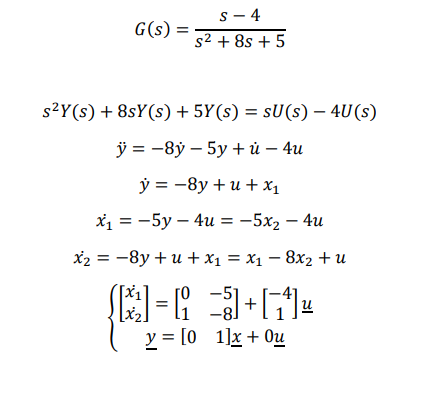 G(s) = (s − 4) / (s² + 8s + 5)
s²Y(s) + 8sY(s) + 5Y(s) = sU(s) − 4U(s)
ÿ = −8ẏ − 5y + u̇ − 4u
ẏ = −8y + u + x₁
ẋ₁ = −5y − 4u = −5x₂ − 4u
ẋ₂ = −8y + u + x₁ = x₁ − 8x₂ + u
{ [ẋ₁; ẋ₂] = [0 −5; 1 −8] + [−4; 1] u̲
y̲ = [0 1]x̲ + 0u̲